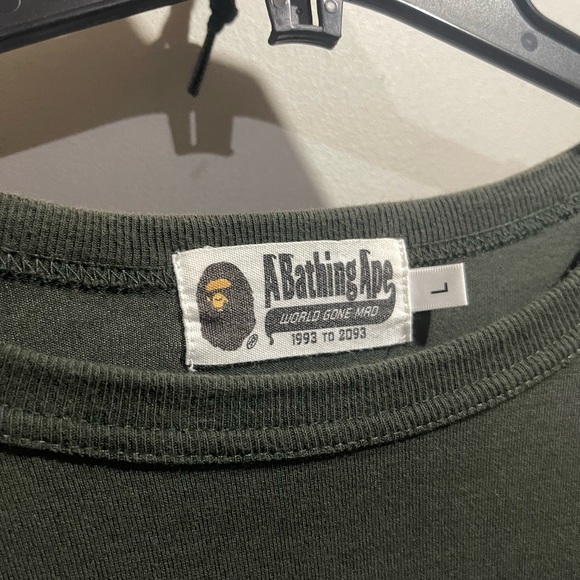 A Bathing Ape
WORLD GONE MAD
1993 TO 2093
L